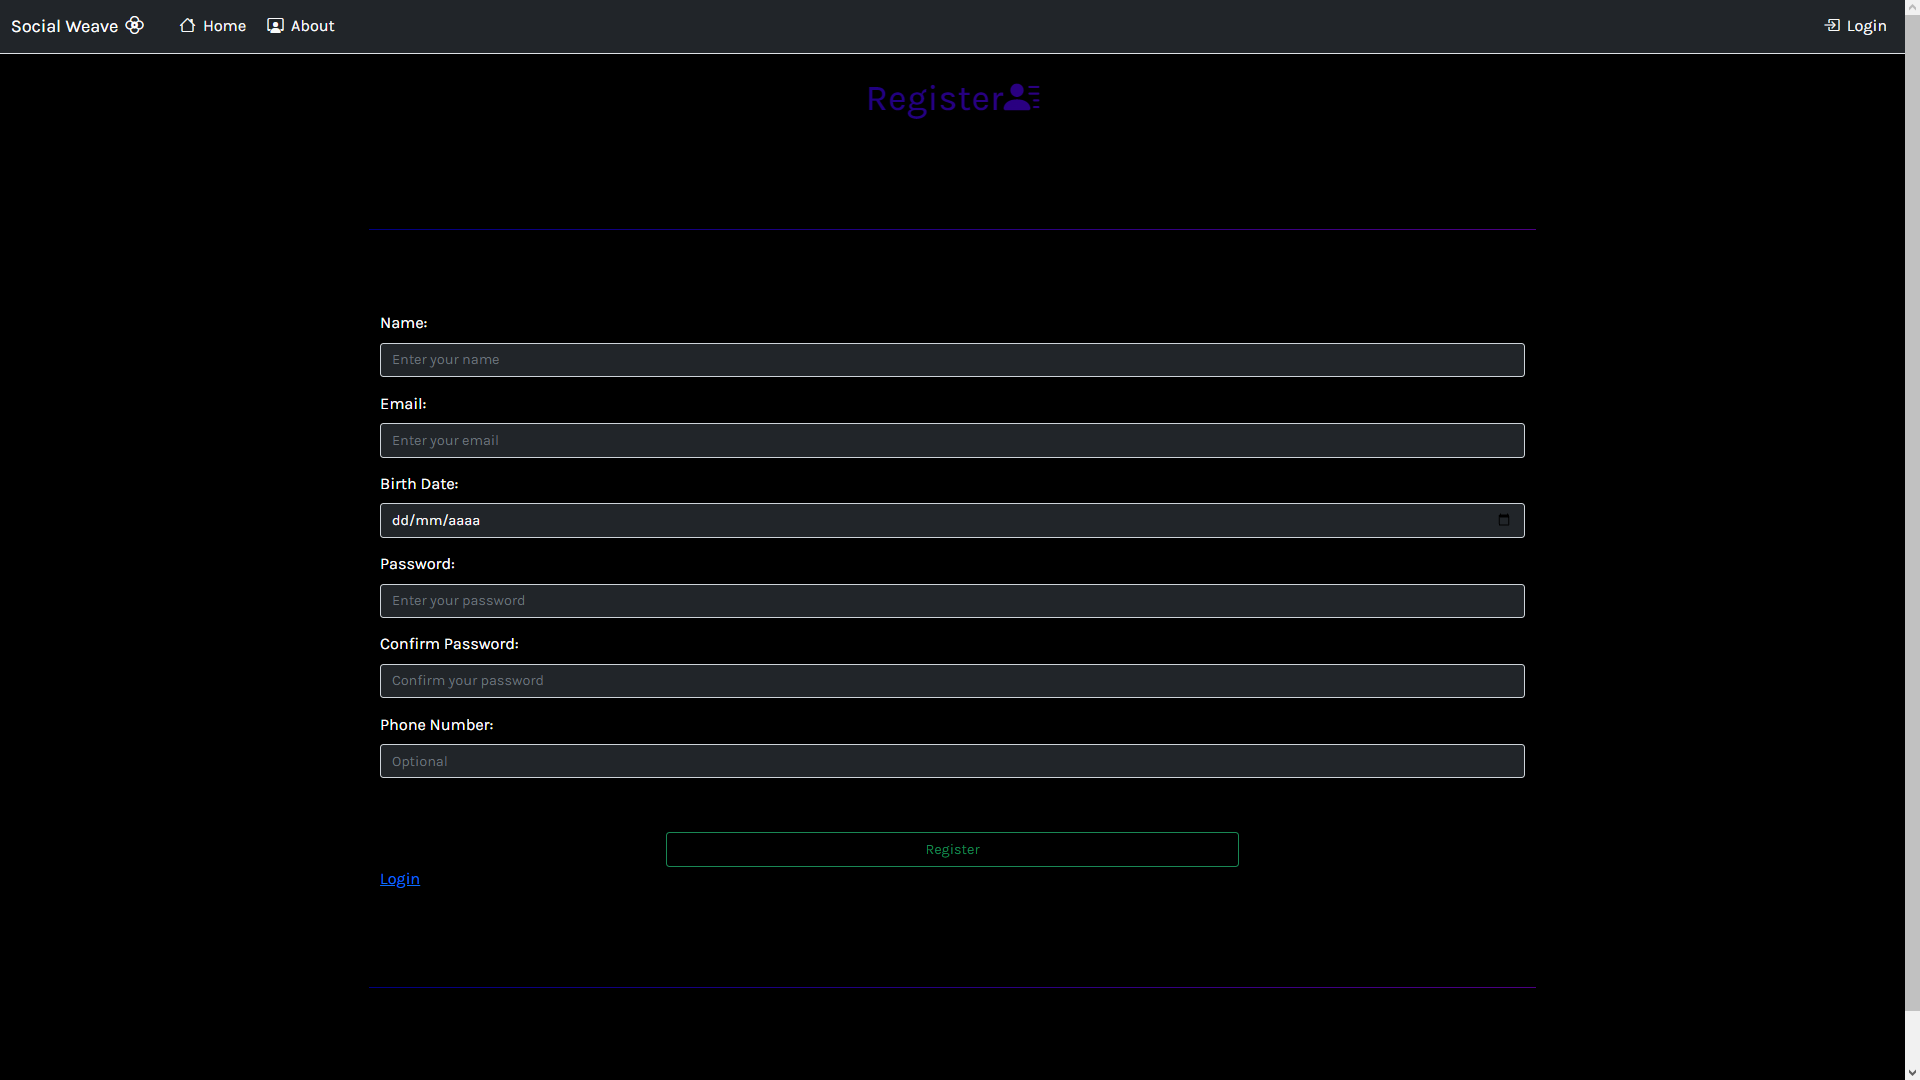 Social Weave Home About Login
Register
Name:
Enter your name
Email:
Enter your email
Birth Date:
dd/mm/aaaa
Password:
Enter your password
Confirm Password:
Confirm your password
Phone Number:
Optional
Register
Login